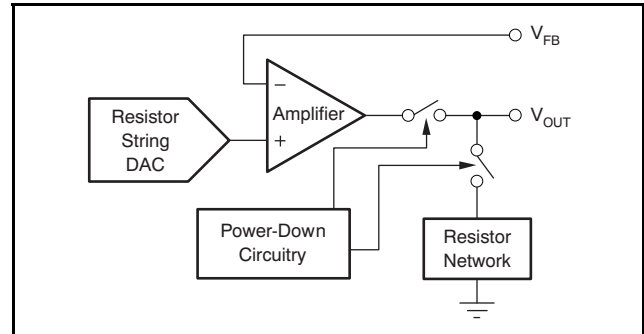 V_FB
−
Amplifier
+
Resistor
String
DAC
V_OUT
Power-Down
Circuitry
Resistor
Network